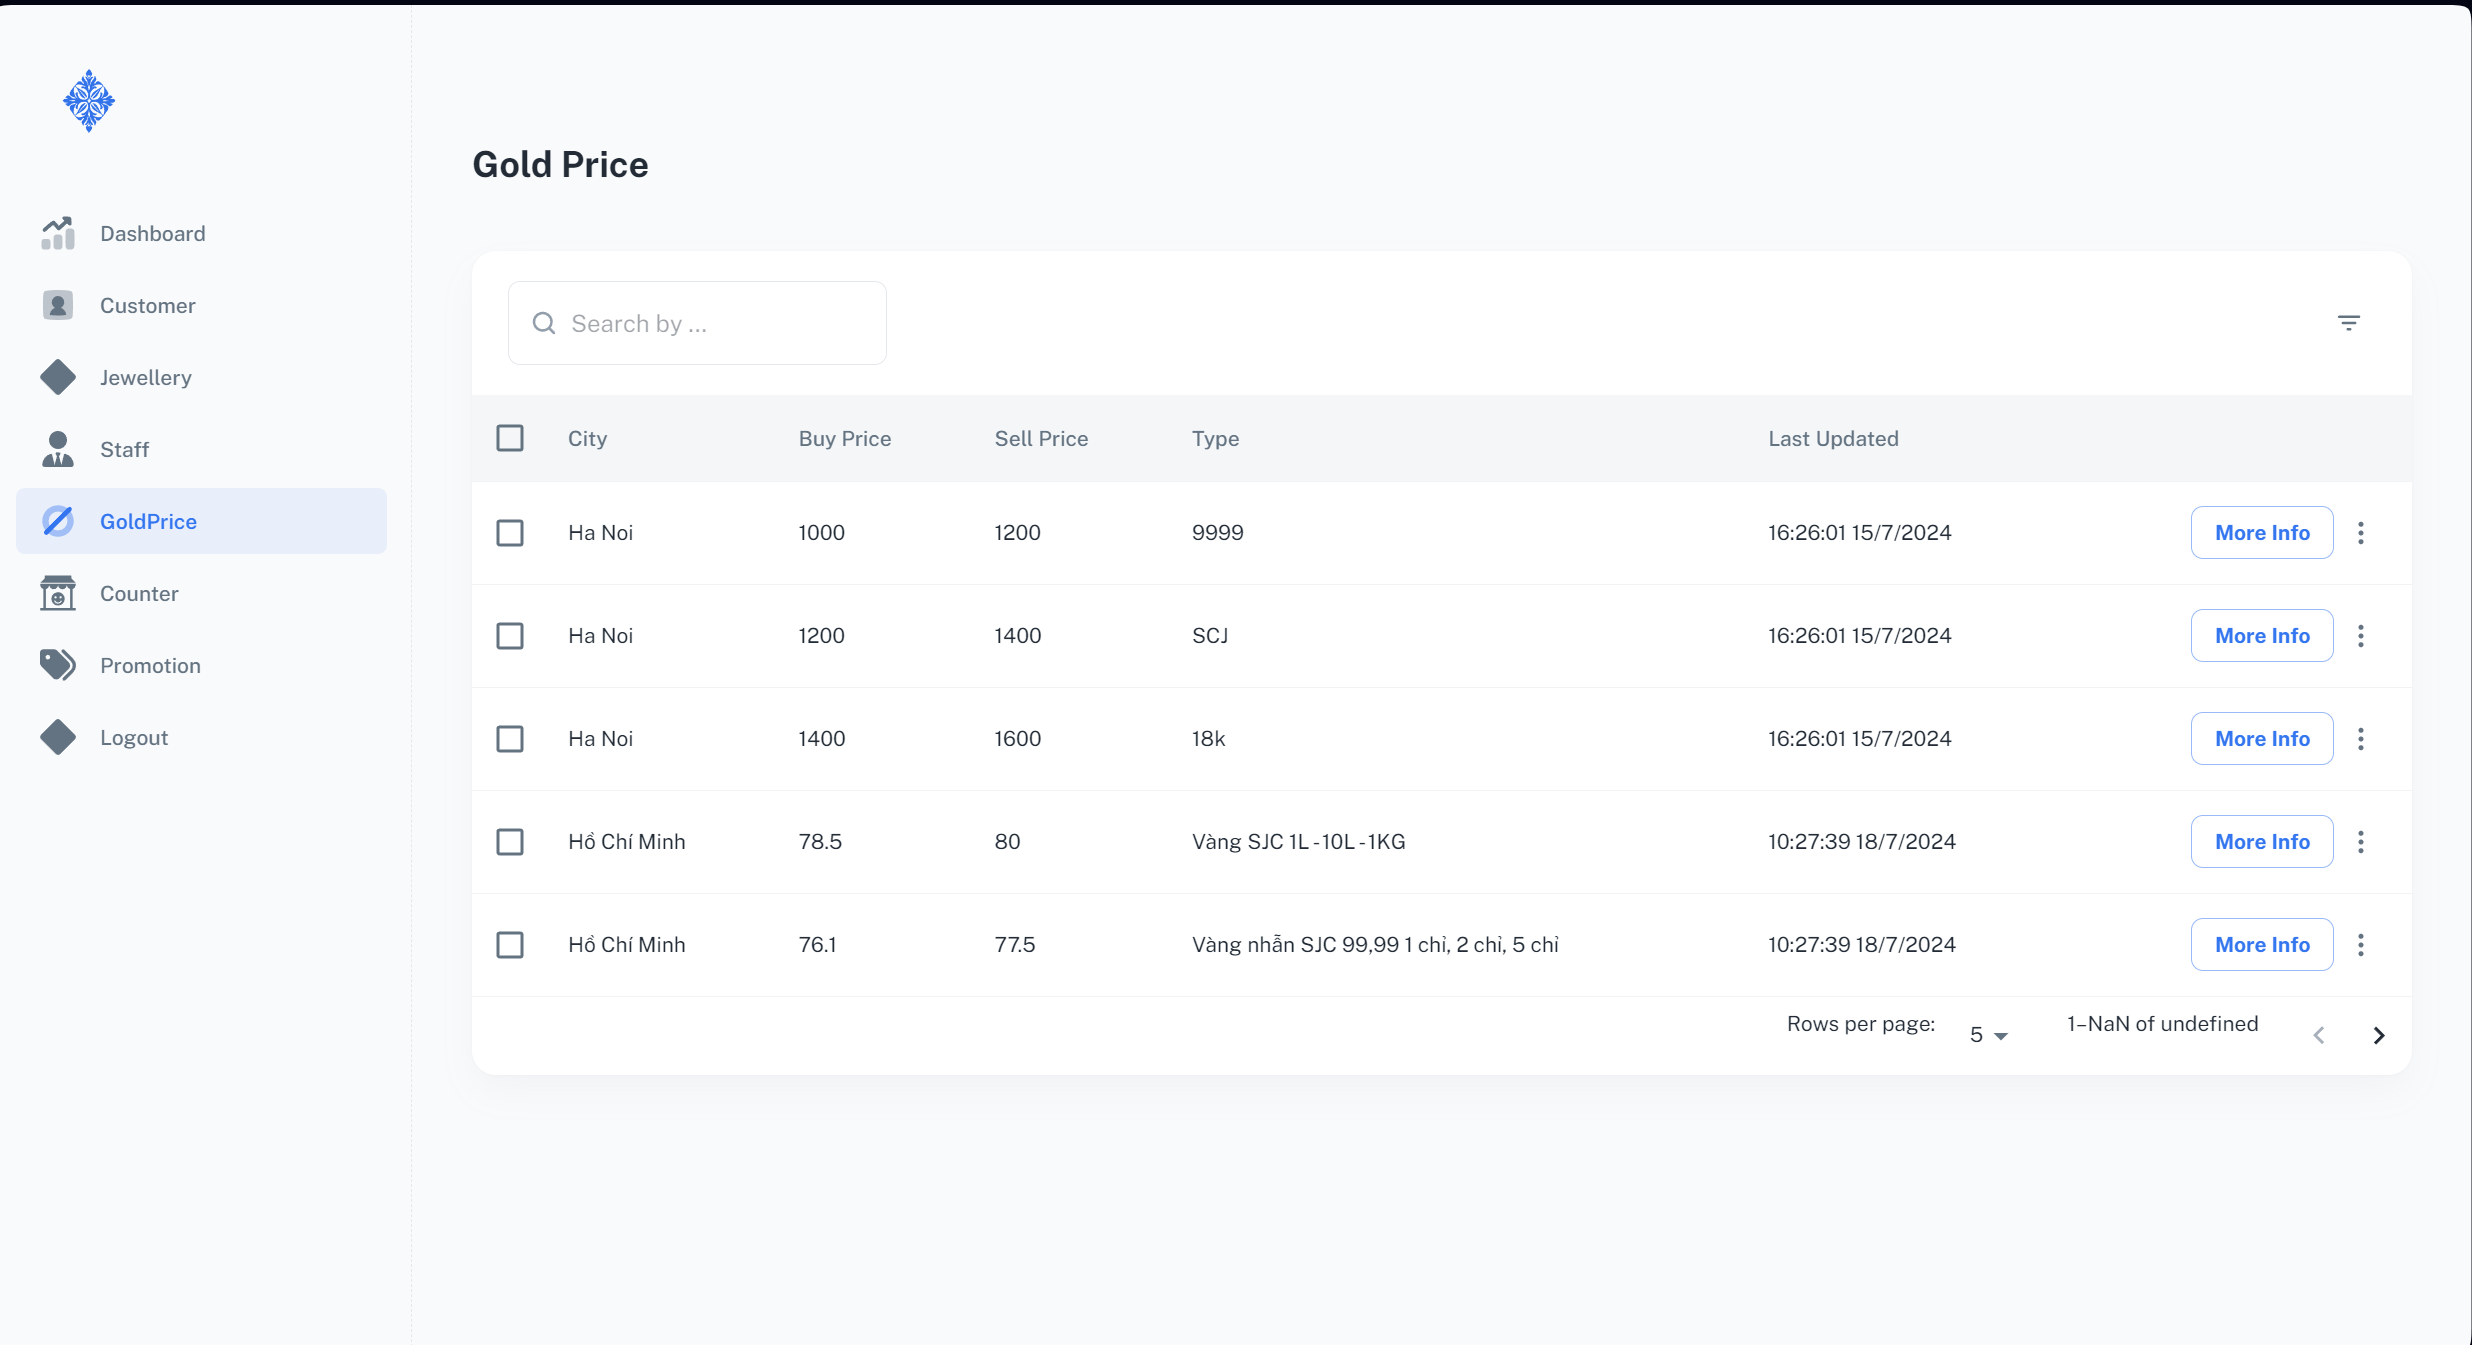 Dashboard
Customer
Jewellery
Staff
GoldPrice
Counter
Promotion
Logout
Gold Price
Search by ...
City Buy Price Sell Price Type Last Updated
Ha Noi 1000 1200 9999 16:26:01 15/7/2024 More Info
Ha Noi 1200 1400 SCJ 16:26:01 15/7/2024 More Info
Ha Noi 1400 1600 18k 16:26:01 15/7/2024 More Info
Hồ Chí Minh 78.5 80 Vàng SJC 1L - 10L - 1KG 10:27:39 18/7/2024 More Info
Hồ Chí Minh 76.1 77.5 Vàng nhẫn SJC 99,99 1 chỉ, 2 chỉ, 5 chỉ 10:27:39 18/7/2024 More Info
Rows per page: 5 1–NaN of undefined